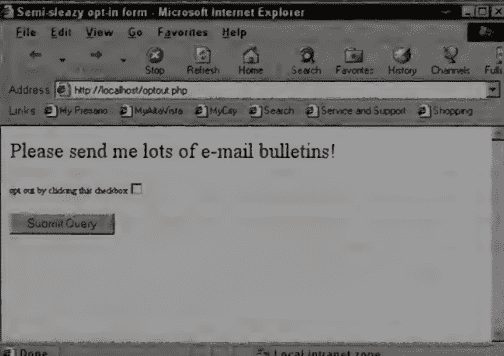 Semi-sleazy opt-in form - Microsoft Internet Explorer
File Edit View Go Favorites Help
Stop Refresh Home Search Favorites History Channels Full
Address http://localhost/optout.php
Links My Presario MyAltaVista MyCity Search Service and Support Shopping
Please send me lots of e-mail bulletins!
opt out by clicking this checkbox
Submit Query
Done Local intranet zone